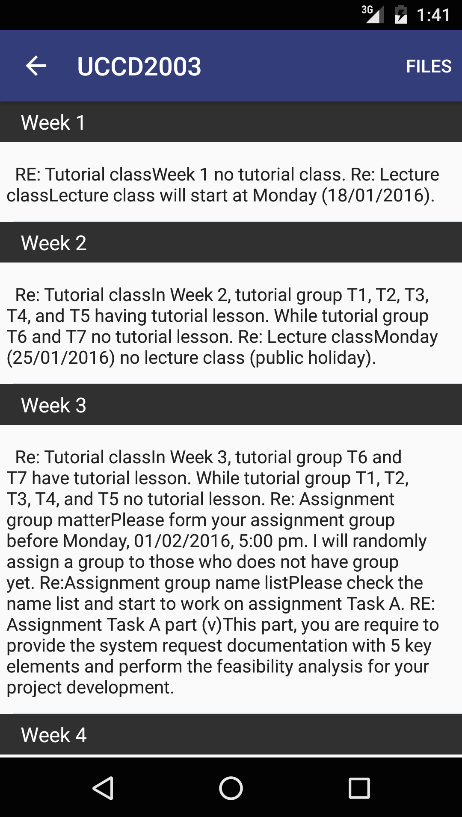 3G 1:41
UCCD2003 FILES
Week 1
RE: Tutorial classWeek 1 no tutorial class. Re: Lecture
classLecture class will start at Monday (18/01/2016).
Week 2
Re: Tutorial classIn Week 2, tutorial group T1, T2, T3,
T4, and T5 having tutorial lesson. While tutorial group
T6 and T7 no tutorial lesson. Re: Lecture classMonday
(25/01/2016) no lecture class (public holiday).
Week 3
Re: Tutorial classIn Week 3, tutorial group T6 and
T7 have tutorial lesson. While tutorial group T1, T2,
T3, T4, and T5 no tutorial lesson. Re: Assignment
group matterPlease form your assignment group
before Monday, 01/02/2016, 5:00 pm. I will randomly
assign a group to those who does not have group
yet. Re:Assignment group name listPlease check the
name list and start to work on assignment Task A. RE:
Assignment Task A part (v)This part, you are require to
provide the system request documentation with 5 key
elements and perform the feasibility analysis for your
project development.
Week 4